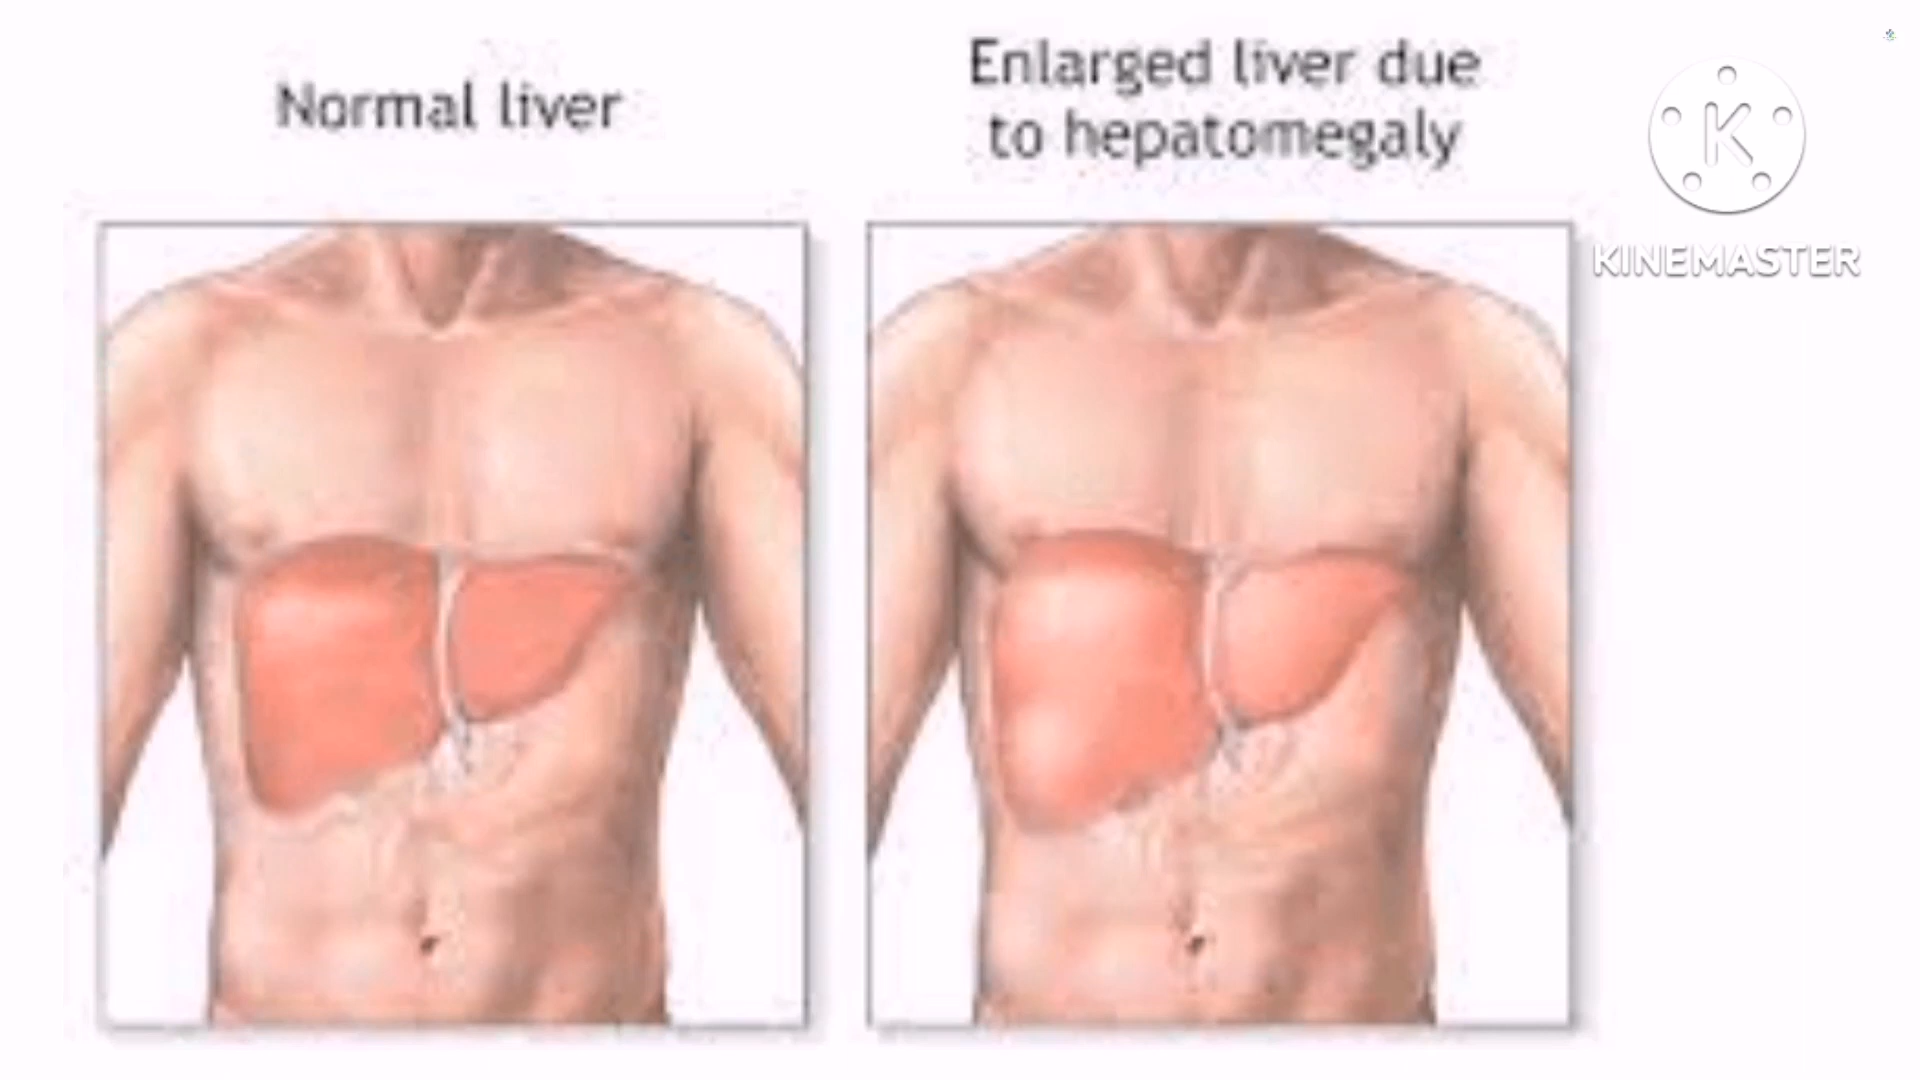 Normal liver
Enlarged liver due
to hepatomegaly
K
KINEMASTER